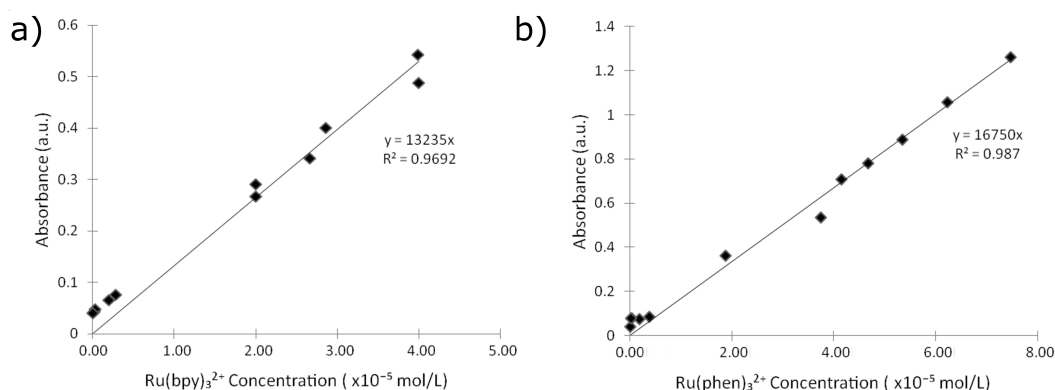 a)
0.6
0.5
0.4
0.3
0.2
0.1
0
Absorbance (a.u.)
y = 13235x
R² = 0.9692
0.00 1.00 2.00 3.00 4.00 5.00
Ru(bpy)₃²⁺ Concentration ( x10⁻⁵ mol/L)
b)
1.4
1.2
1
0.8
0.6
0.4
0.2
0
Absorbance (a.u.)
y = 16750x
R² = 0.987
0.00 2.00 4.00 6.00 8.00
Ru(phen)₃²⁺ Concentration ( x10⁻⁵ mol/L)